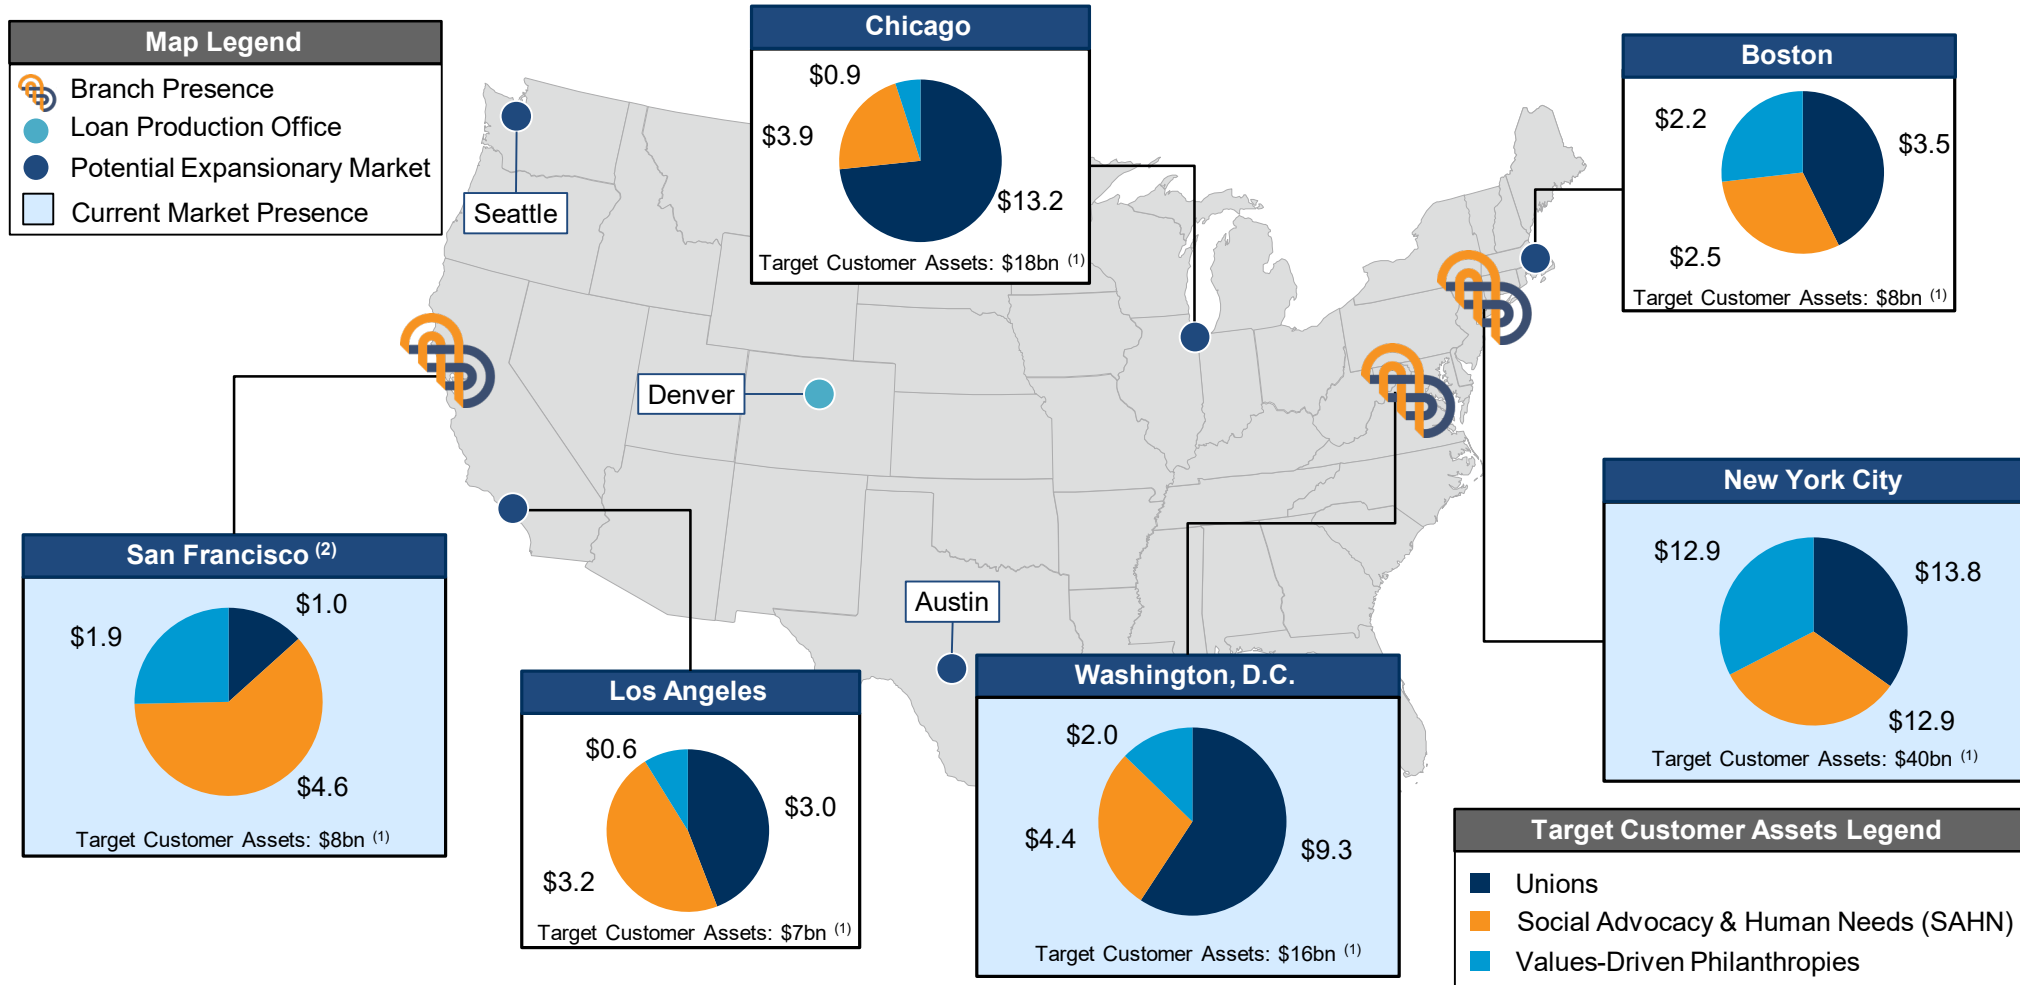 Map Legend
Branch Presence
Loan Production Office
Potential Expansionary Market
Current Market Presence
Seattle
Chicago
$0.9
$3.9
$13.2
Target Customer Assets: $18bn (1)
Boston
$2.2
$3.5
$2.5
Target Customer Assets: $8bn (1)
Denver
San Francisco (2)
$1.0
$1.9
$4.6
Target Customer Assets: $8bn (1)
Los Angeles
$0.6
$3.0
$3.2
Target Customer Assets: $7bn (1)
Austin
Washington, D.C.
$2.0
$4.4
$9.3
Target Customer Assets: $16bn (1)
New York City
$12.9
$13.8
$12.9
Target Customer Assets: $40bn (1)
Target Customer Assets Legend
Unions
Social Advocacy & Human Needs (SAHN)
Values-Driven Philanthropies